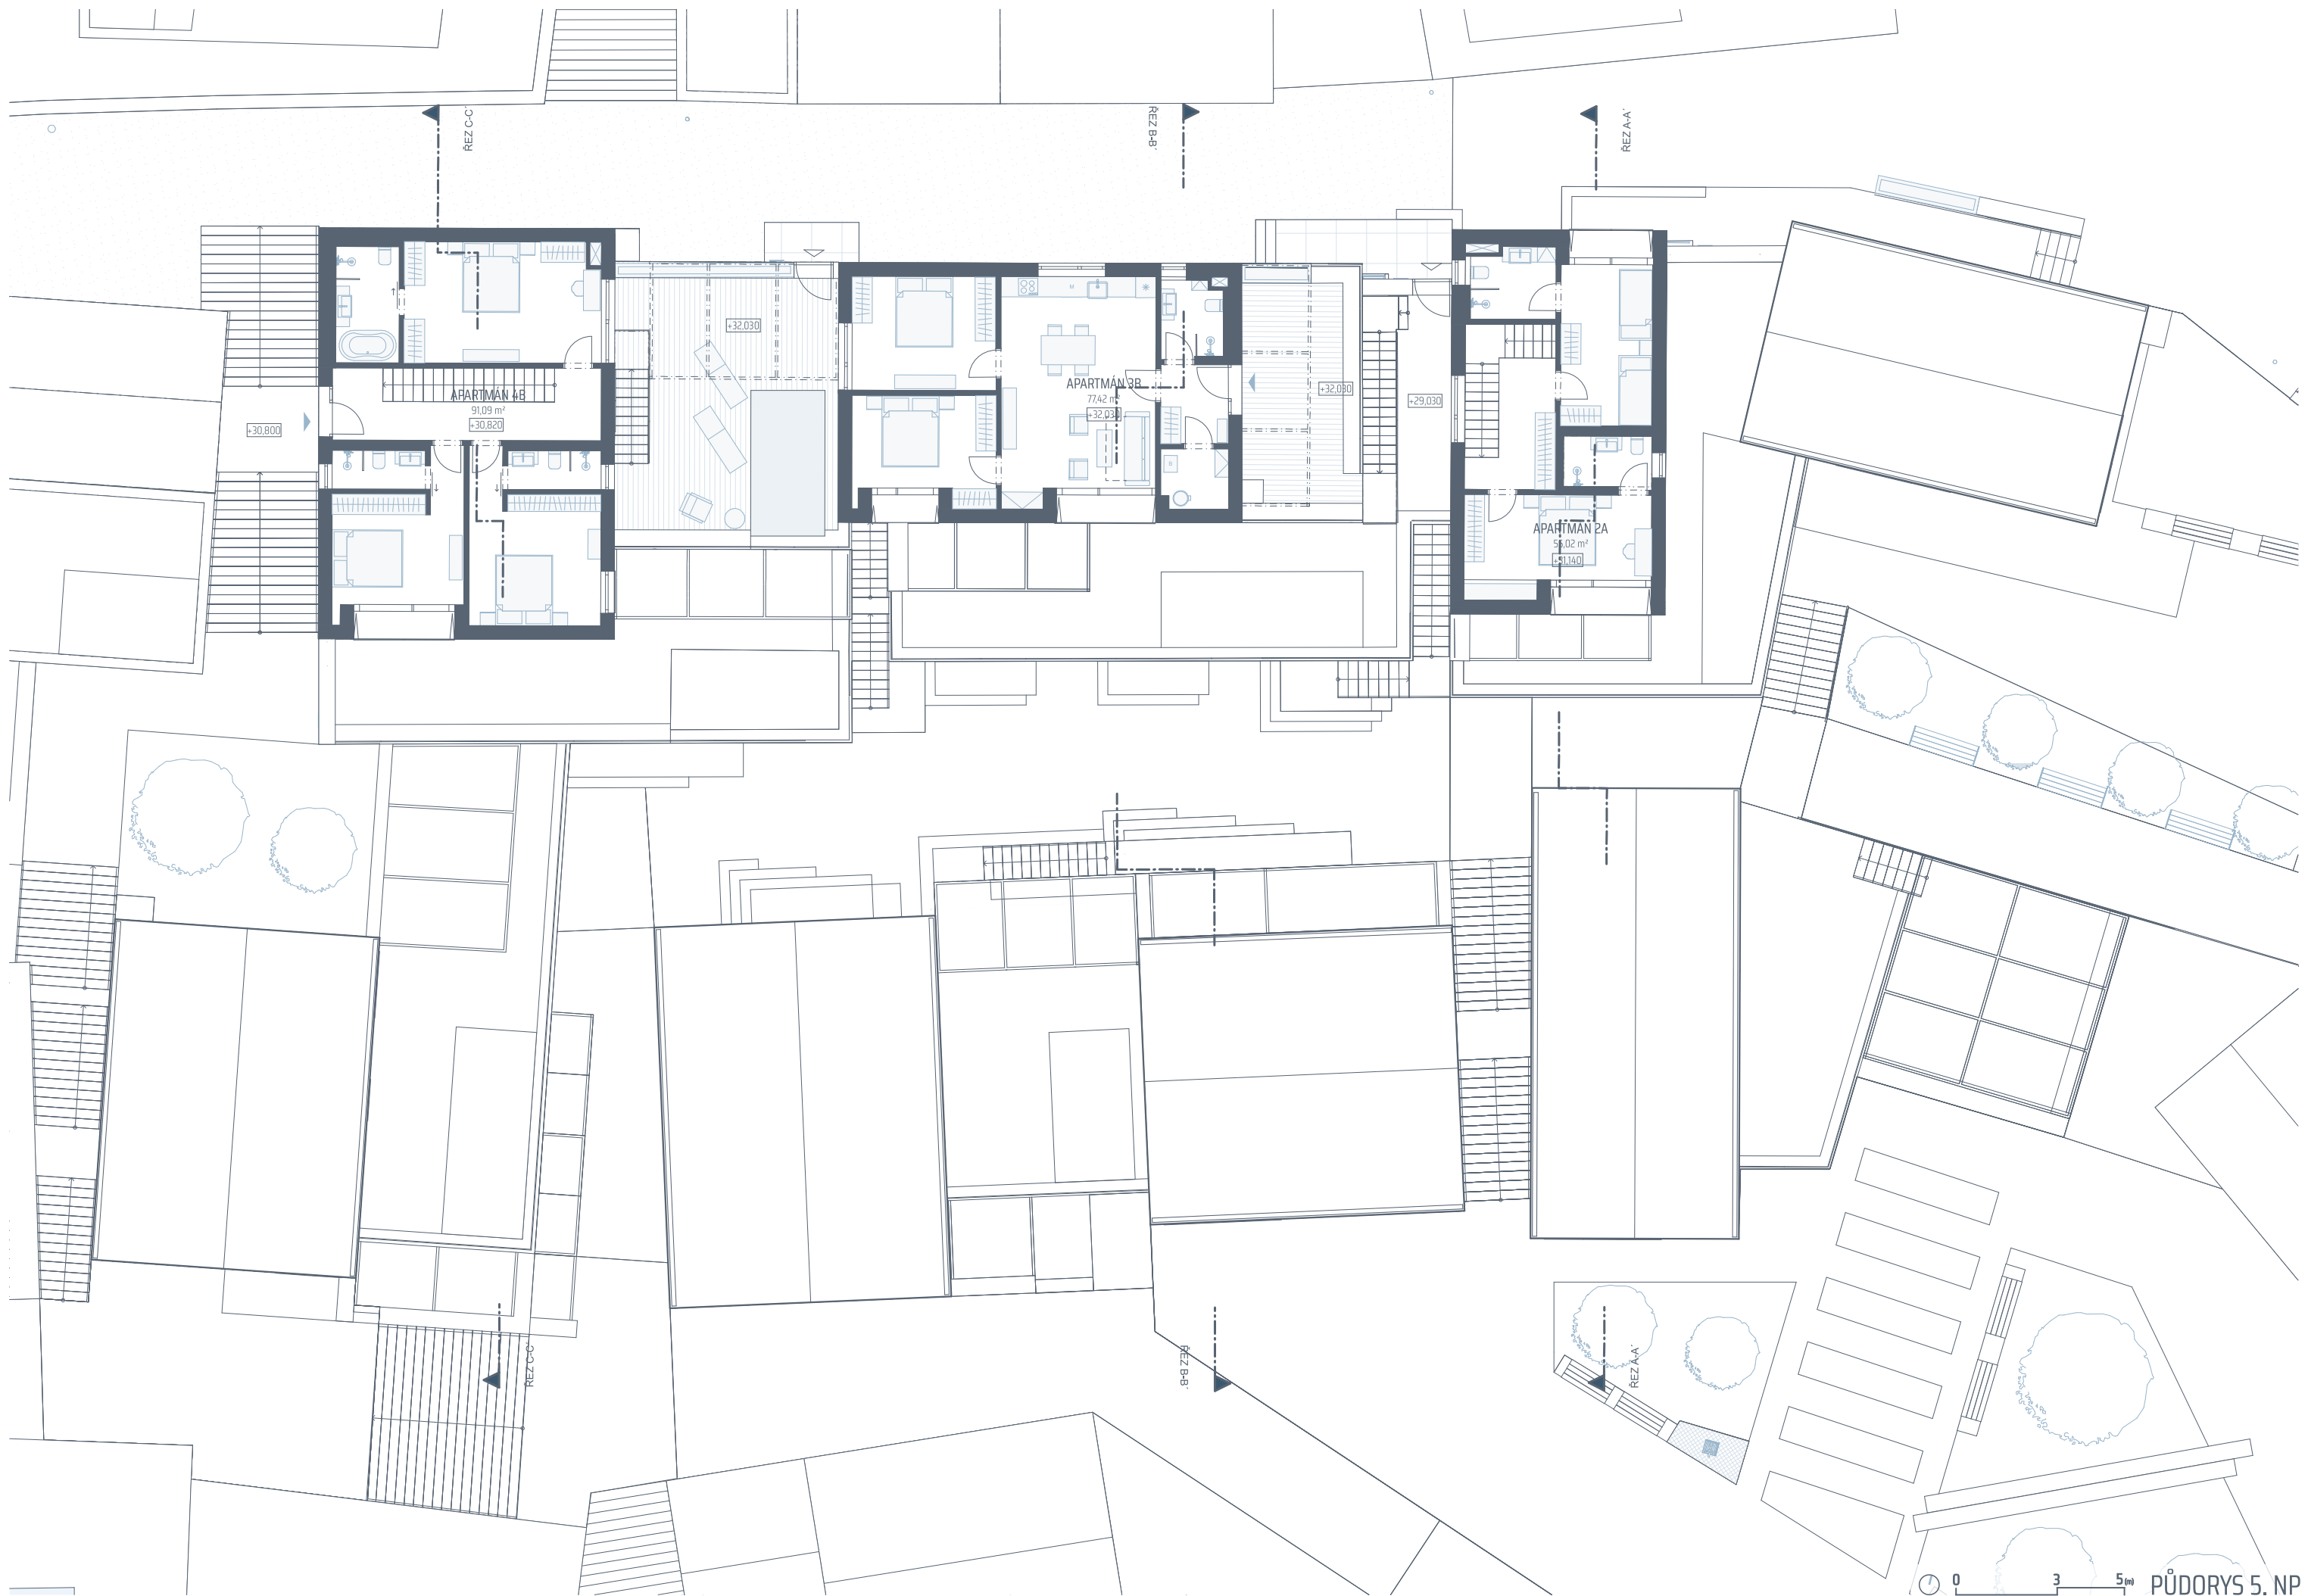 ŘEZ C-C´
ŘEZ B-B´
ŘEZ A-A´
+32,030
APARTMÁN 4B
91,09 m²
+30,820
+30,800
APARTMÁN 3B
77,42 m²
+32,030
+32,030
+29,030
APARTMÁN 2A
+31,140
ŘEZ C-C´
ŘEZ B-B´
ŘEZ A-A´
0 3 5(m) PŮDORYS 5. NP